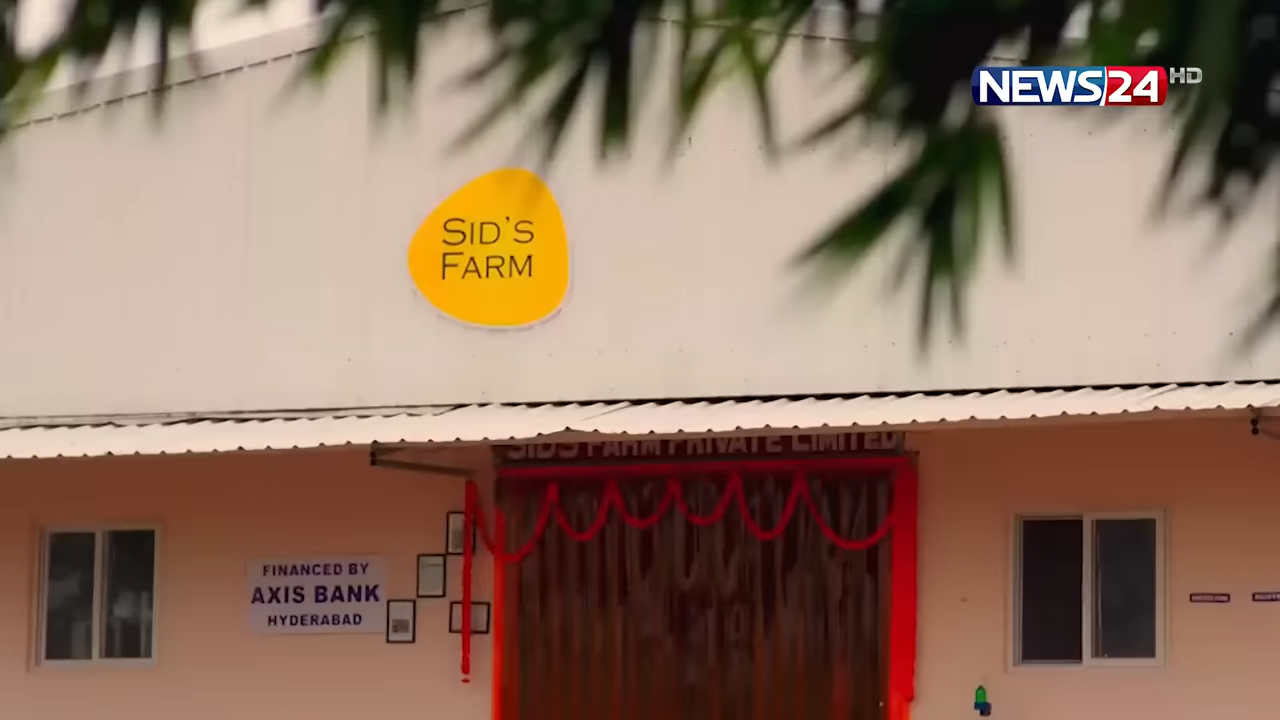 NEWS24 HD
SID'S
FARM
SID'S FARM PRIVATE LIMITED
FINANCED BY
AXIS BANK
HYDERABAD